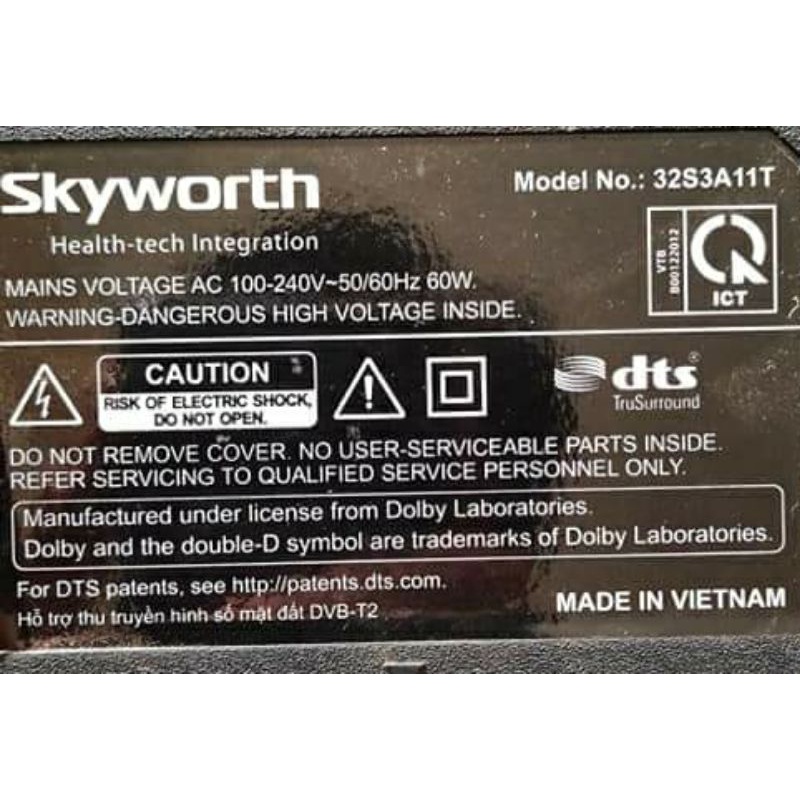 Skyworth
Health-tech Integration
Model No.: 32S3A11T
VTB
B00122012
ICT
MAINS VOLTAGE AC 100-240V~50/60Hz 60W.
WARNING-DANGEROUS HIGH VOLTAGE INSIDE.
CAUTION
RISK OF ELECTRIC SHOCK,
DO NOT OPEN.
dts®
TruSurround
DO NOT REMOVE COVER. NO USER-SERVICEABLE PARTS INSIDE.
REFER SERVICING TO QUALIFIED SERVICE PERSONNEL ONLY.
Manufactured under license from Dolby Laboratories.
Dolby and the double-D symbol are trademarks of Dolby Laboratories.
For DTS patents, see http://patents.dts.com.
Hỗ trợ thu truyền hình số mặt đất DVB-T2
MADE IN VIETNAM